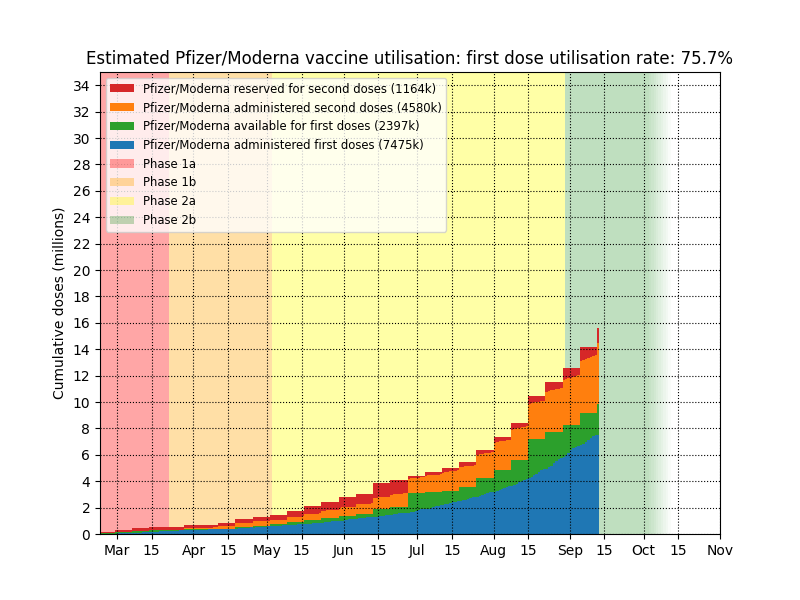 Estimated Pfizer/Moderna vaccine utilisation: first dose utilisation rate: 75.7%
Pfizer/Moderna reserved for second doses (1164k)
Pfizer/Moderna administered second doses (4580k)
Pfizer/Moderna available for first doses (2397k)
Pfizer/Moderna administered first doses (7475k)
Phase 1a
Phase 1b
Phase 2a
Phase 2b
Cumulative doses (millions)
34
32
30
28
26
24
22
20
18
16
14
12
10
8
6
4
2
0
Mar 15 Apr 15 May 15 Jun 15 Jul 15 Aug 15 Sep 15 Oct 15 Nov